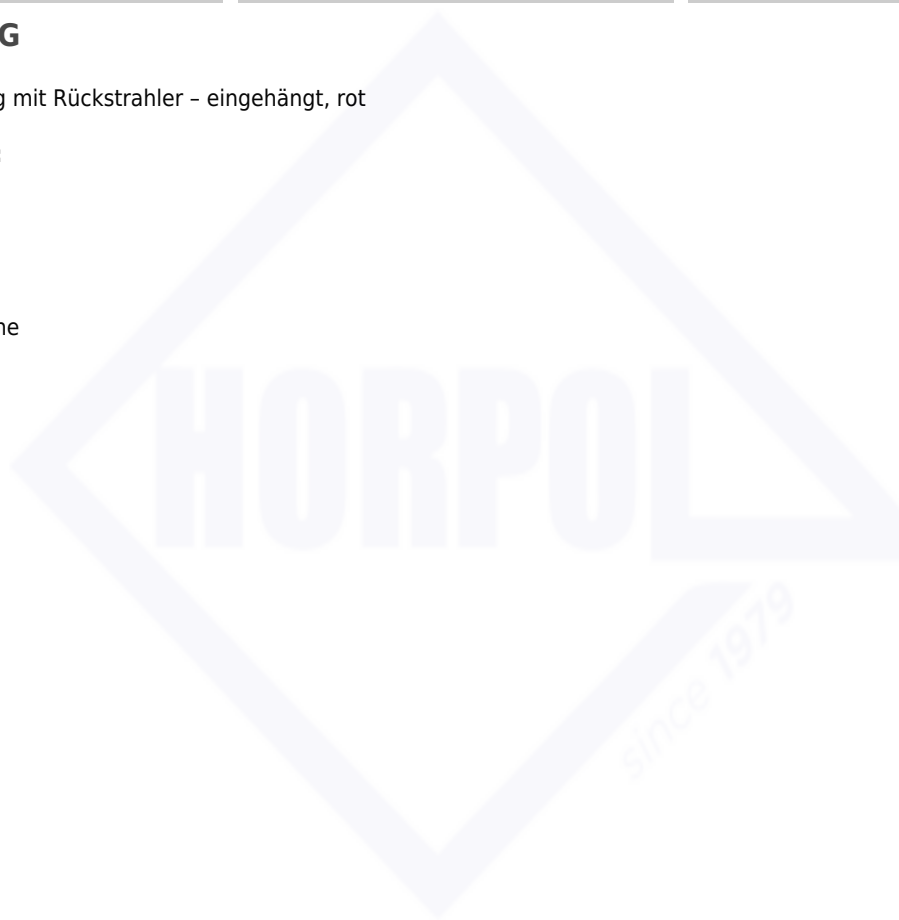 G
g mit Rückstrahler – eingehängt, rot
ne
HORPOL
since 1979